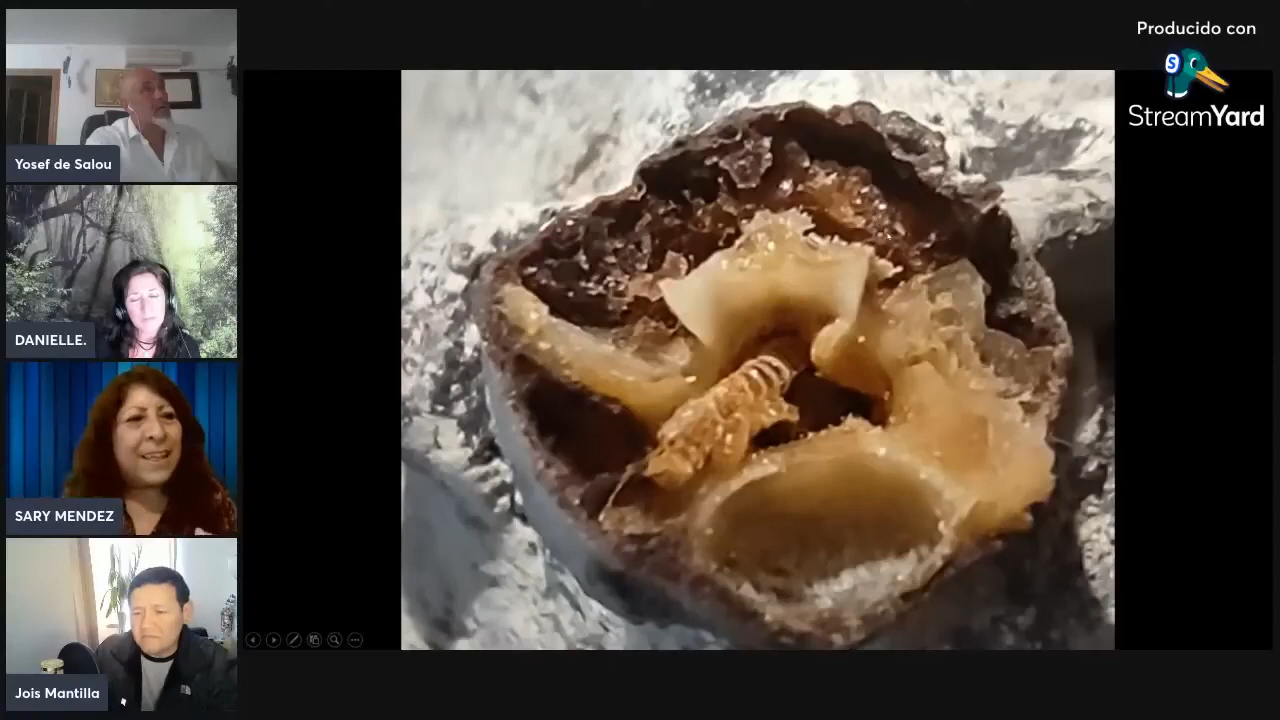 Producido con
StreamYard
Yosef de Salou
DANIELLE.
SARY MENDEZ
Jois Mantilla